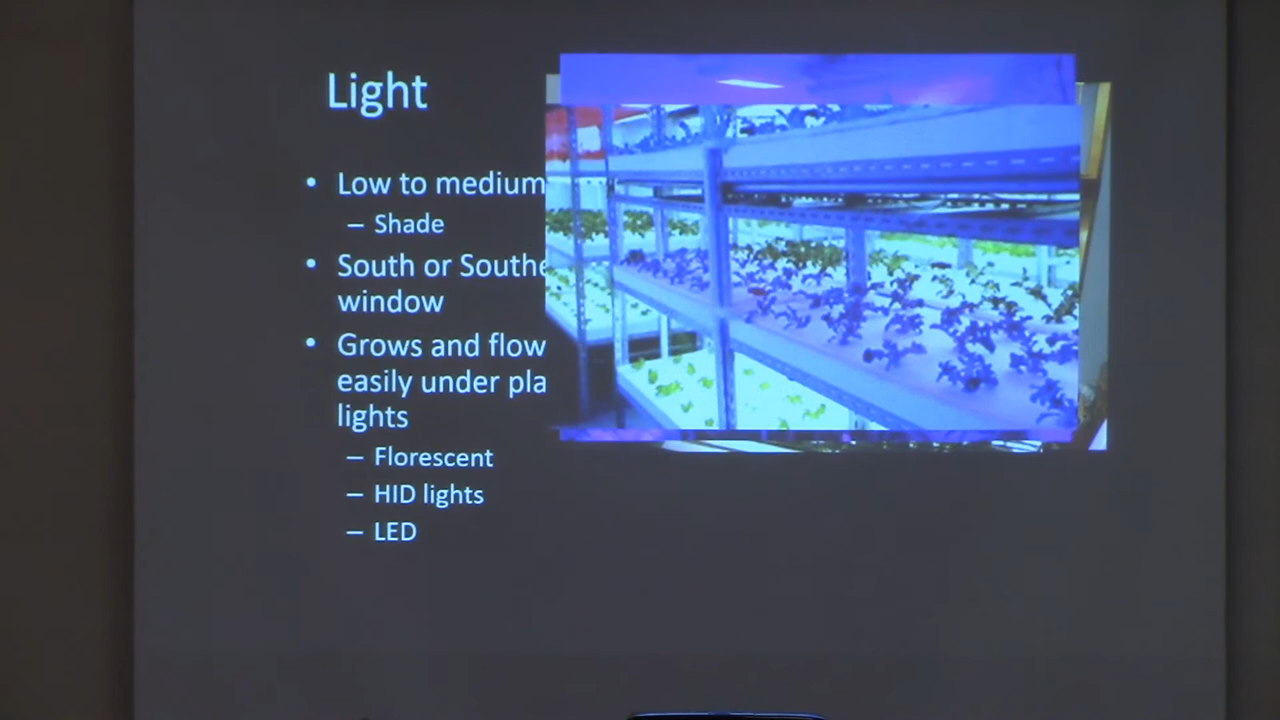 Light
• Low to medium
– Shade
• South or Southe
window
• Grows and flow
easily under pla
lights
– Florescent
– HID lights
– LED